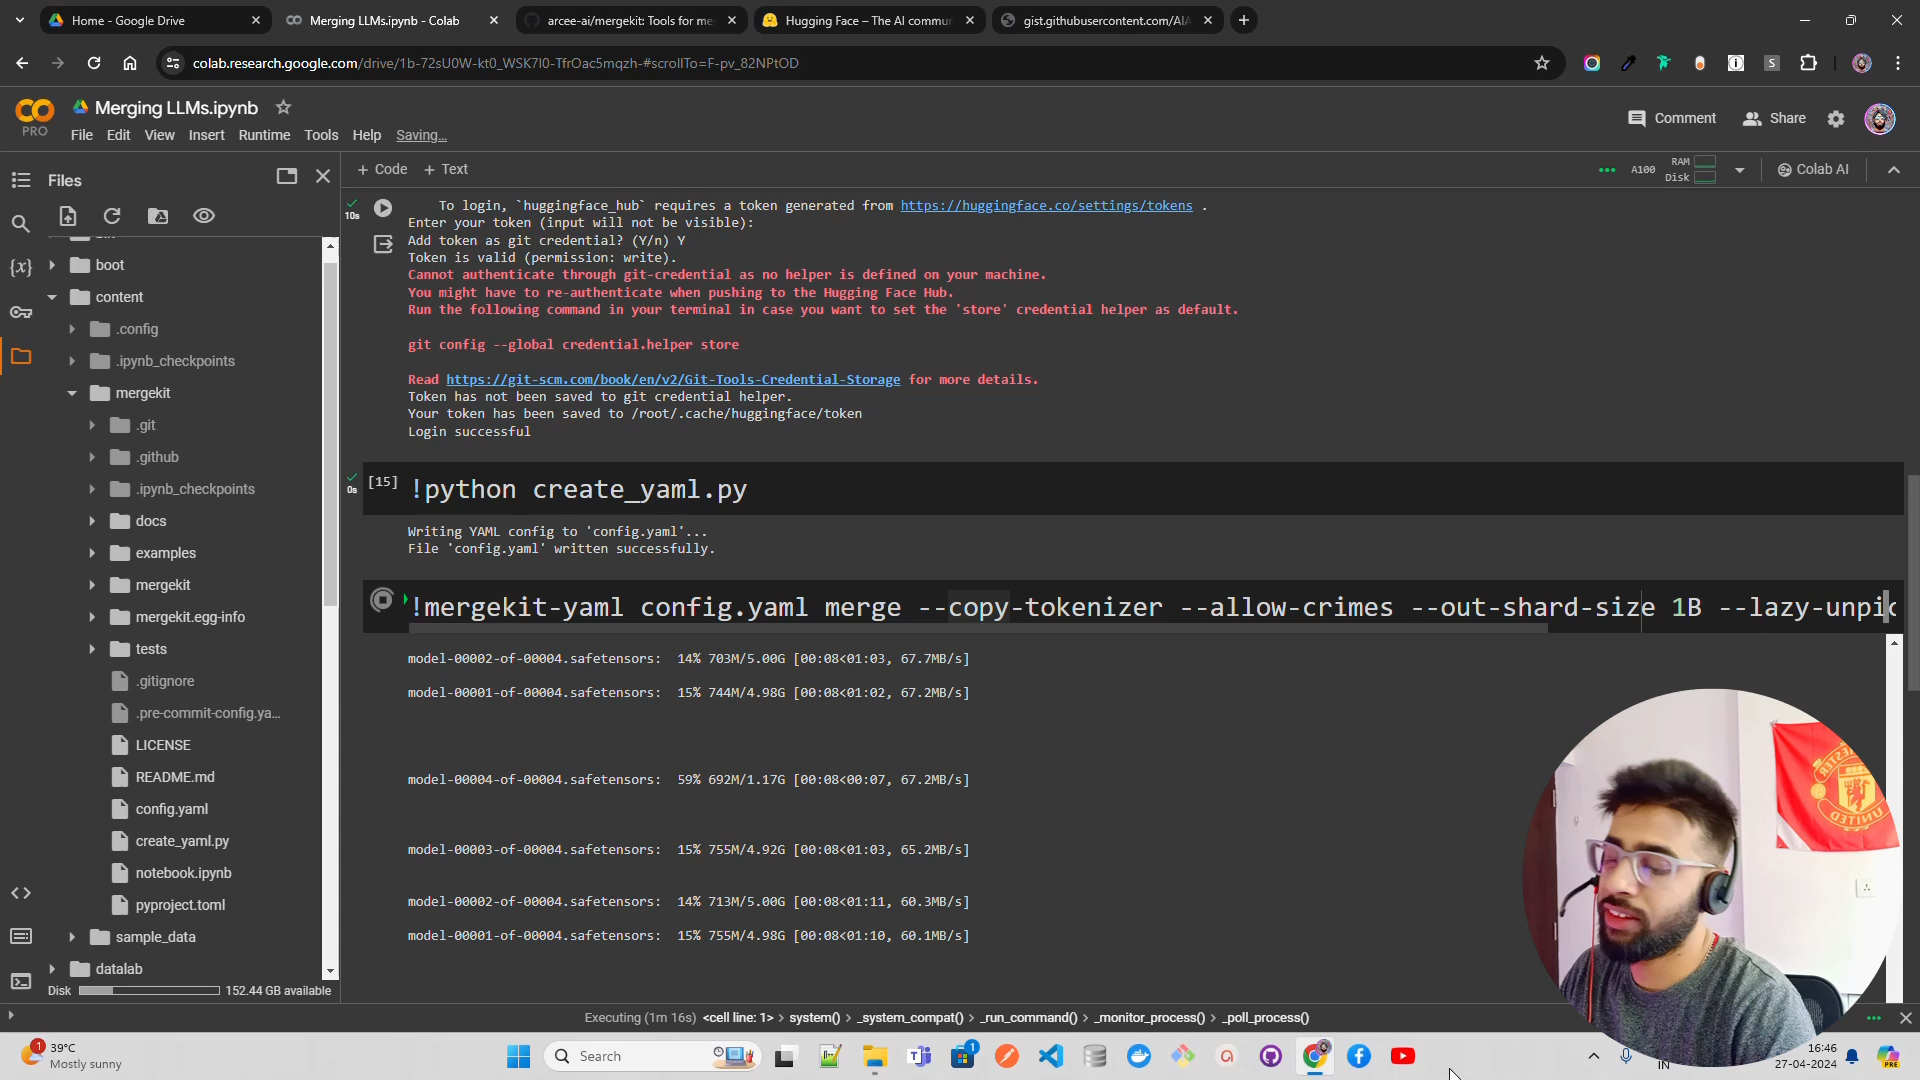 Home - Google Drive
Merging LLMs.ipynb - Colab
arcee-ai/mergekit: Tools for me
Hugging Face – The AI commun
gist.githubusercontent.com/AIA
colab.research.google.com/drive/1b-72sU0W-kt0_WSK7I0-TfrOac5mqzh-#scrollTo=F-pv_82NPtOD
PRO
Merging LLMs.ipynb
File Edit View Insert Runtime Tools Help Saving...
Comment Share
Files
+ Code + Text
A100 RAM Disk Colab AI
boot
content
.config
.ipynb_checkpoints
mergekit
.git
.github
.ipynb_checkpoints
docs
examples
mergekit
mergekit.egg-info
tests
.gitignore
.pre-commit-config.ya...
LICENSE
README.md
config.yaml
create_yaml.py
notebook.ipynb
pyproject.toml
sample_data
datalab
Disk 152.44 GB available
10s
To login, `huggingface_hub` requires a token generated from https://huggingface.co/settings/tokens .
Enter your token (input will not be visible):
Add token as git credential? (Y/n) Y
Token is valid (permission: write).
Cannot authenticate through git-credential as no helper is defined on your machine.
You might have to re-authenticate when pushing to the Hugging Face Hub.
Run the following command in your terminal in case you want to set the 'store' credential helper as default.
git config --global credential.helper store
Read https://git-scm.com/book/en/v2/Git-Tools-Credential-Storage for more details.
Token has not been saved to git credential helper.
Your token has been saved to /root/.cache/huggingface/token
Login successful
0s
[15] !python create_yaml.py
Writing YAML config to 'config.yaml'...
File 'config.yaml' written successfully.
!mergekit-yaml config.yaml merge --copy-tokenizer --allow-crimes --out-shard-size 1B --lazy-unpic
model-00002-of-00004.safetensors: 14% 703M/5.00G [00:08<01:03, 67.7MB/s]
model-00001-of-00004.safetensors: 15% 744M/4.98G [00:08<01:02, 67.2MB/s]
model-00004-of-00004.safetensors: 59% 692M/1.17G [00:08<00:07, 67.2MB/s]
model-00003-of-00004.safetensors: 15% 755M/4.92G [00:08<01:03, 65.2MB/s]
model-00002-of-00004.safetensors: 14% 713M/5.00G [00:08<01:11, 60.3MB/s]
model-00001-of-00004.safetensors: 15% 755M/4.98G [00:08<01:10, 60.1MB/s]
UNITED
Executing (1m 16s) <cell line: 1> > system() > _system_compat() > _run_command() > _monitor_process() > _poll_process()
1
39°C
Mostly sunny
Search
1
IN
16:46
27-04-2024
PRE